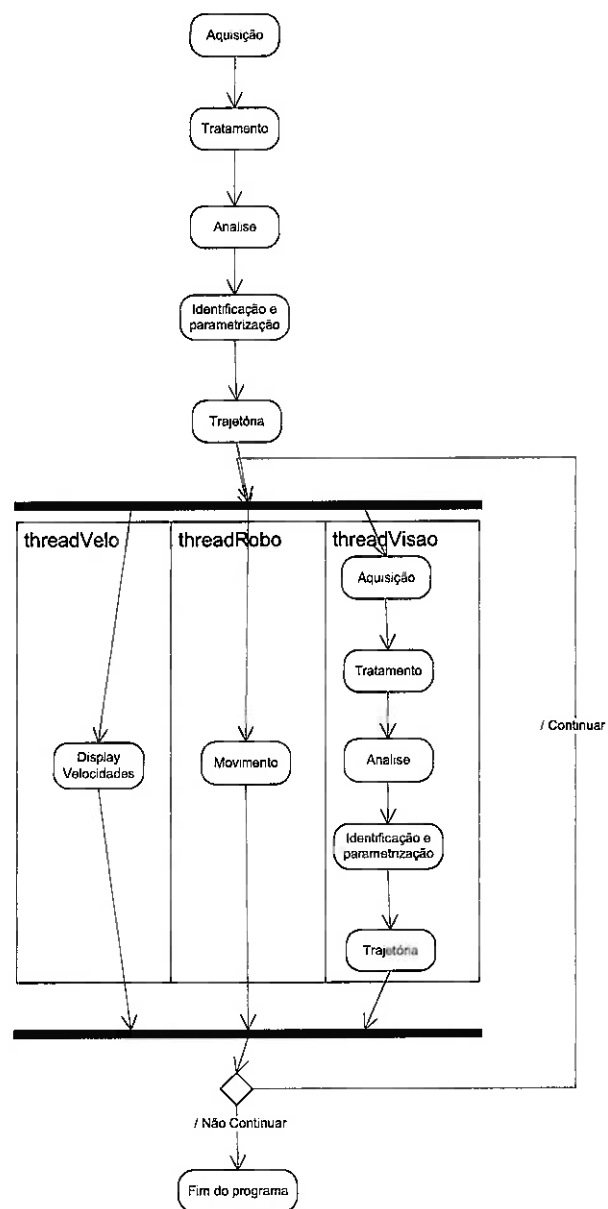 Aquisição
Tratamento
Analise
Identificação e
parametrização
Trajetória
threadVelo
threadRobo
threadVisao
Aquisição
Tratamento
/ Continuar
Display
Velocidades
Movimento
Analise
Identificação e
parametrização
Trajetória
/ Não Continuar
Fim do programa